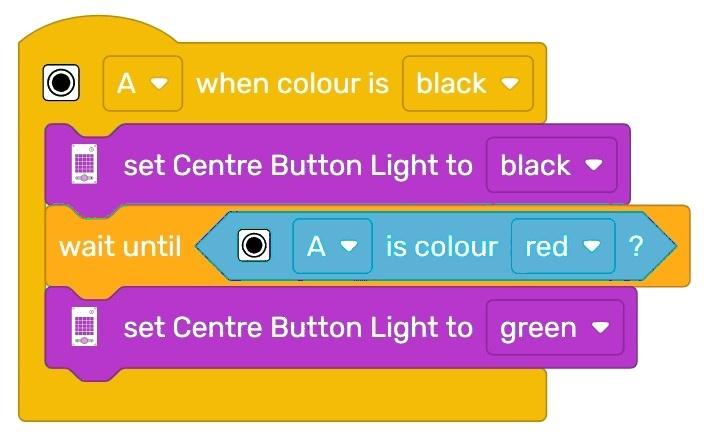 A when colour is black
set Centre Button Light to black
wait until A is colour red ?
set Centre Button Light to green